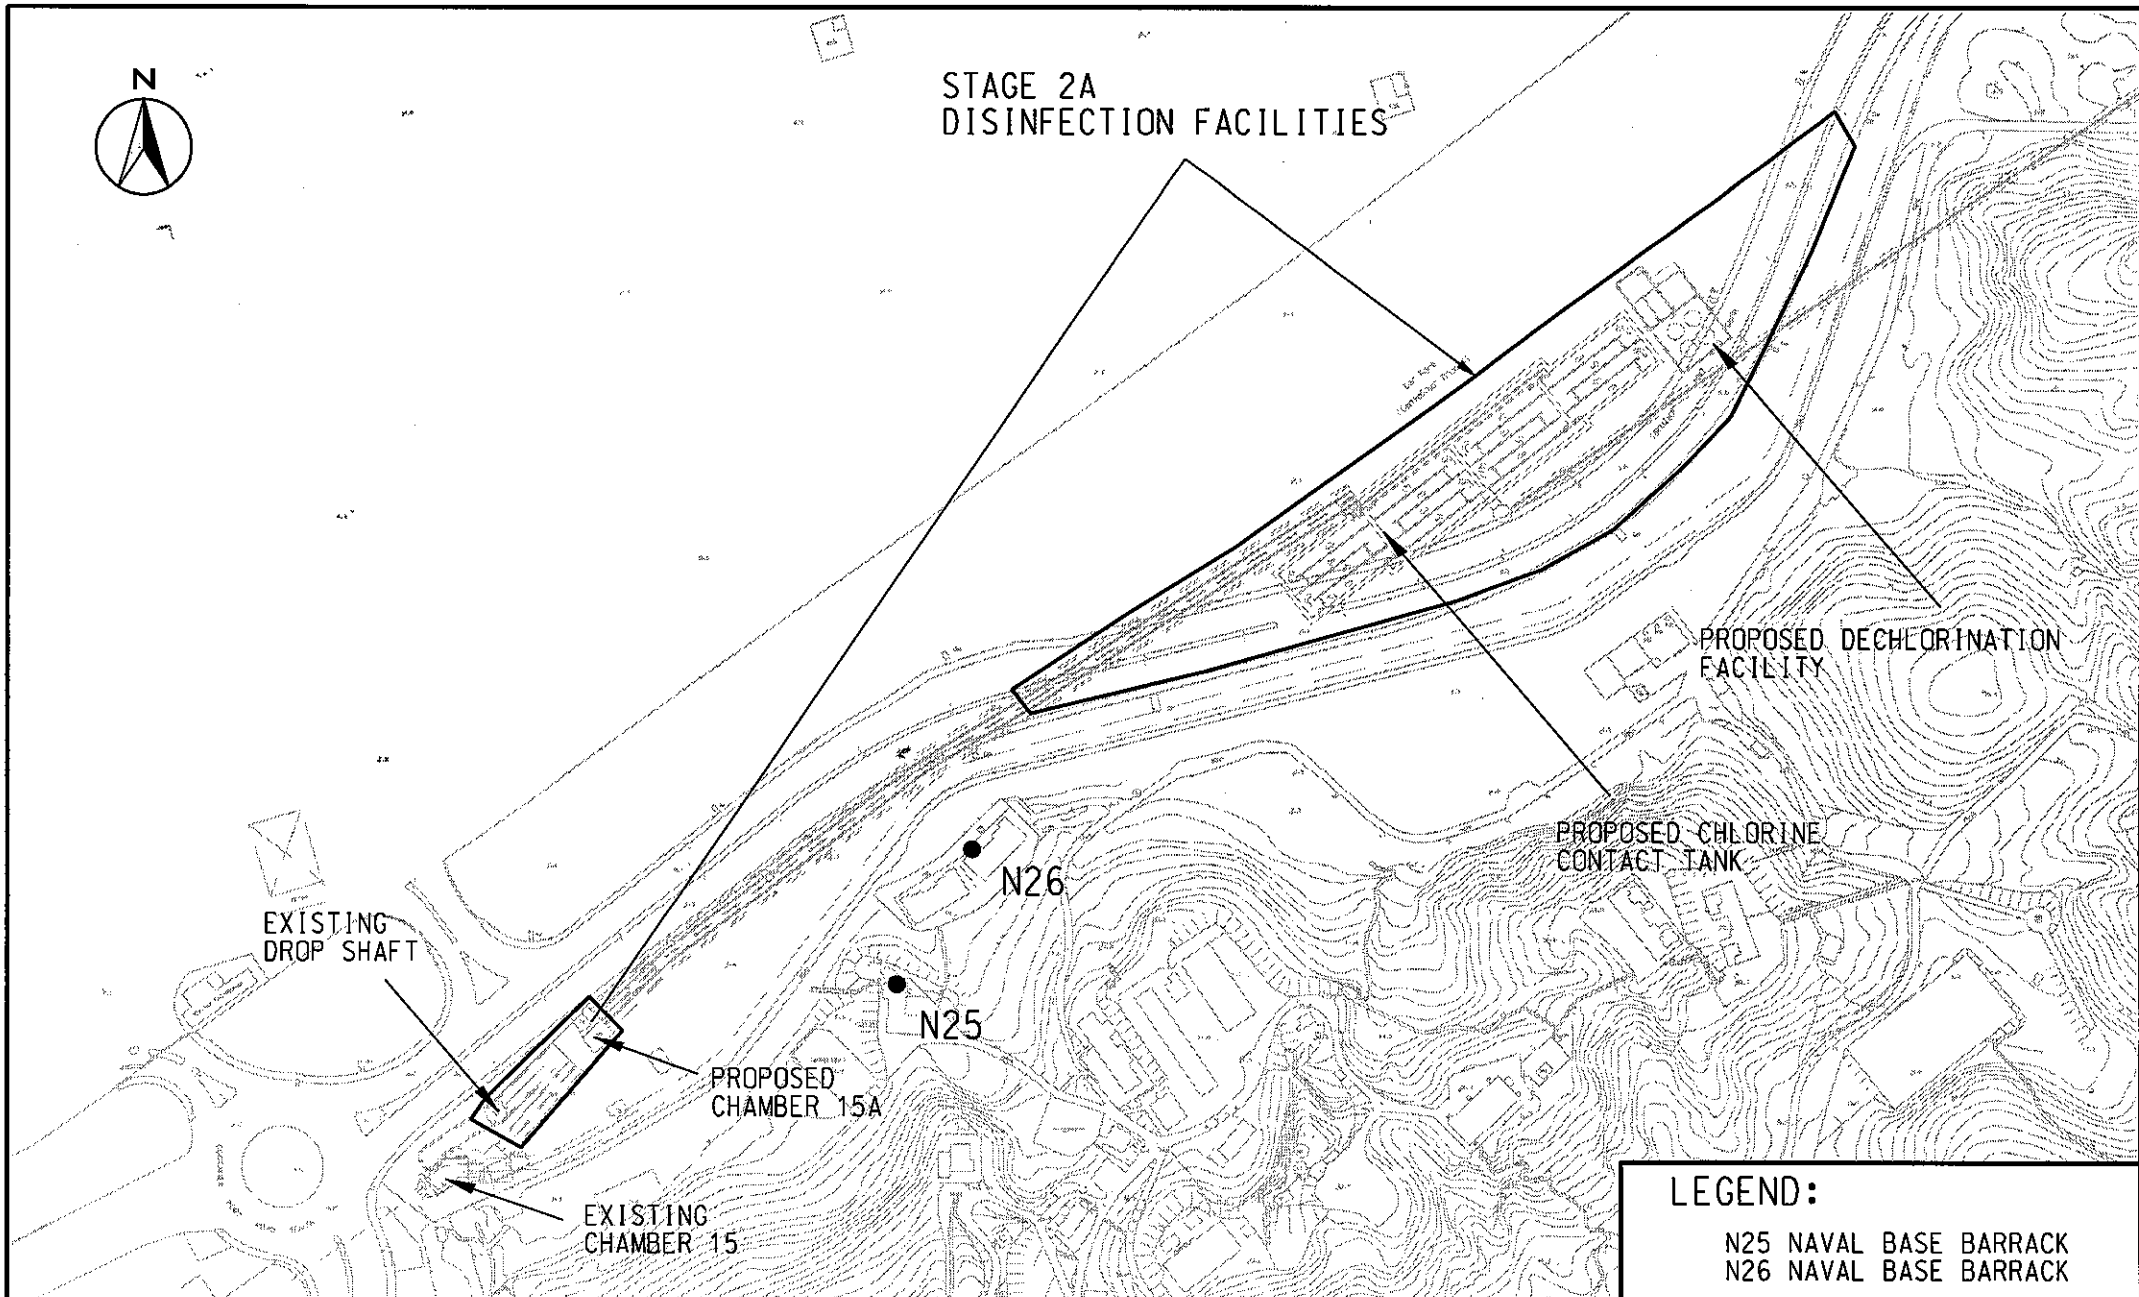 N
STAGE 2A
DISINFECTION FACILITIES
PROPOSED DECHLORINATION
FACILITY
PROPOSED CHLORINE
CONTACT TANK
N26
EXISTING
DROP SHAFT
N25
PROPOSED
CHAMBER 15A
EXISTING
CHAMBER 15
LEGEND:
N25 NAVAL BASE BARRACK
N26 NAVAL BASE BARRACK